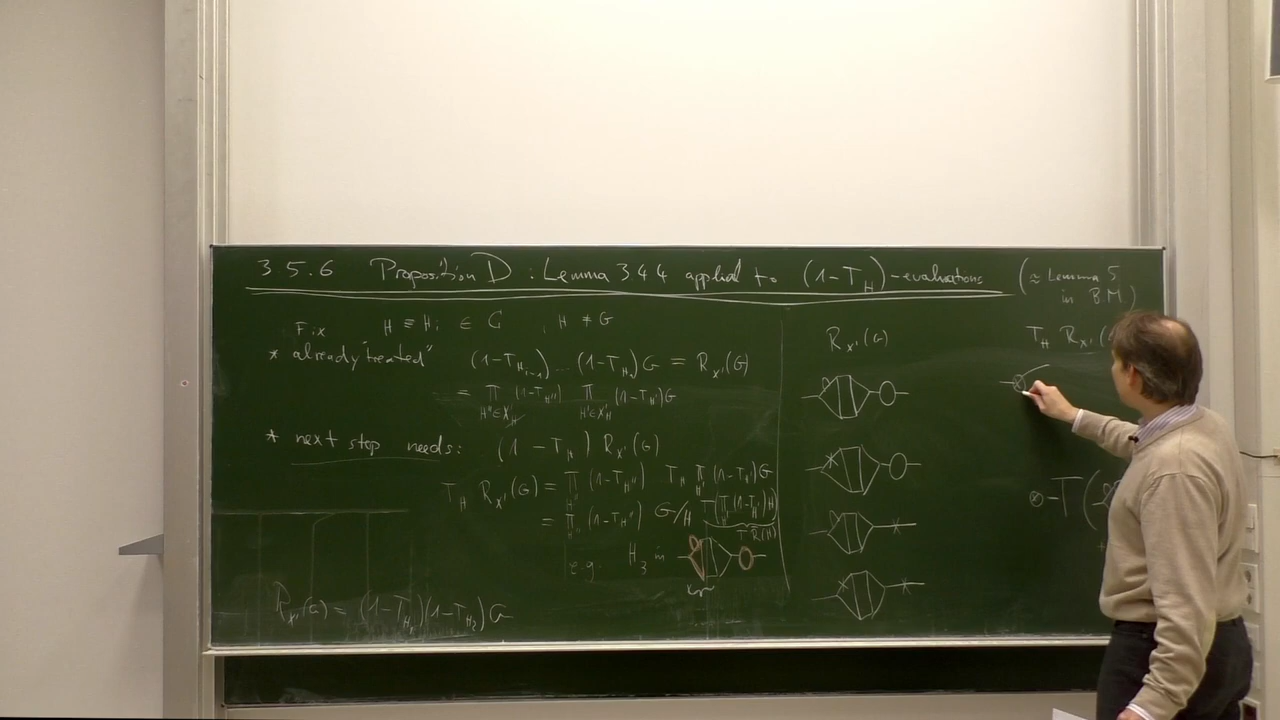 3.5.6 Proposition D : Lemma 3.4.4 applied to (1-T_H)-evaluations (≈ Lemma 5
in BM)
Fix H ≡ H_i ∈ G , H ≠ G
* already "treated" (1-T_{H_{i-1}}) ... (1-T_{H_1}) G = R_{X'}(G)
= ∏_{H''∈X''_H} (1-T_{H''}) ∏_{H'∈X'_H} (1-T_{H'}) G
* next step needs: (1 - T_H) R_{X'}(G)
T_H R_{X'}(G) = ∏_{H''} (1-T_{H''}) T_H ∏_{H'} (1-T_{H'}) G
= ∏_{H''} (1-T_{H''}) G/H T(∏_{H'} (1-T_{H'}) H)
T R(H)
e.g. H_3 in
R_{X'}(G) = (1-T_{H_1})(1-T_{H_2}) G
R_{X'}(G)
T_H R_{X'}(
-T(